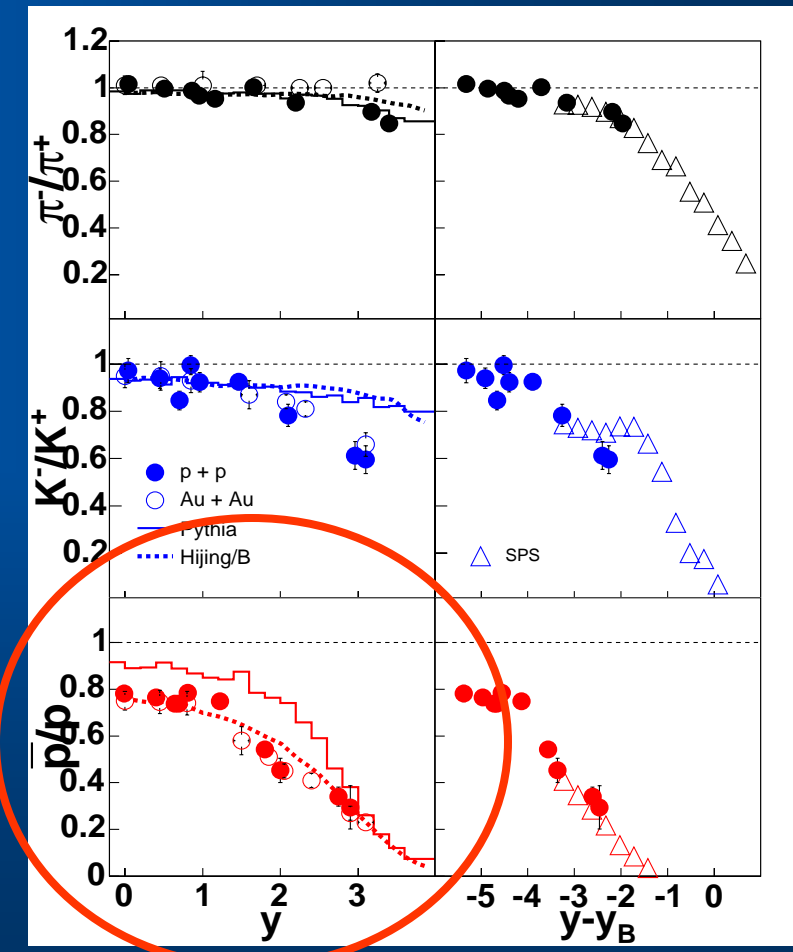 π⁻/π⁺
1.2
1
0.8
0.6
0.4
0.2
K⁻/K⁺
1
0.8
0.6
0.4
0.2
p + p
Au + Au
Pythia
Hijing/B
SPS
p̅/p
1
0.8
0.6
0.4
0.2
0
0 1 2 3
-5 -4 -3 -2 -1 0
y
y-y_B